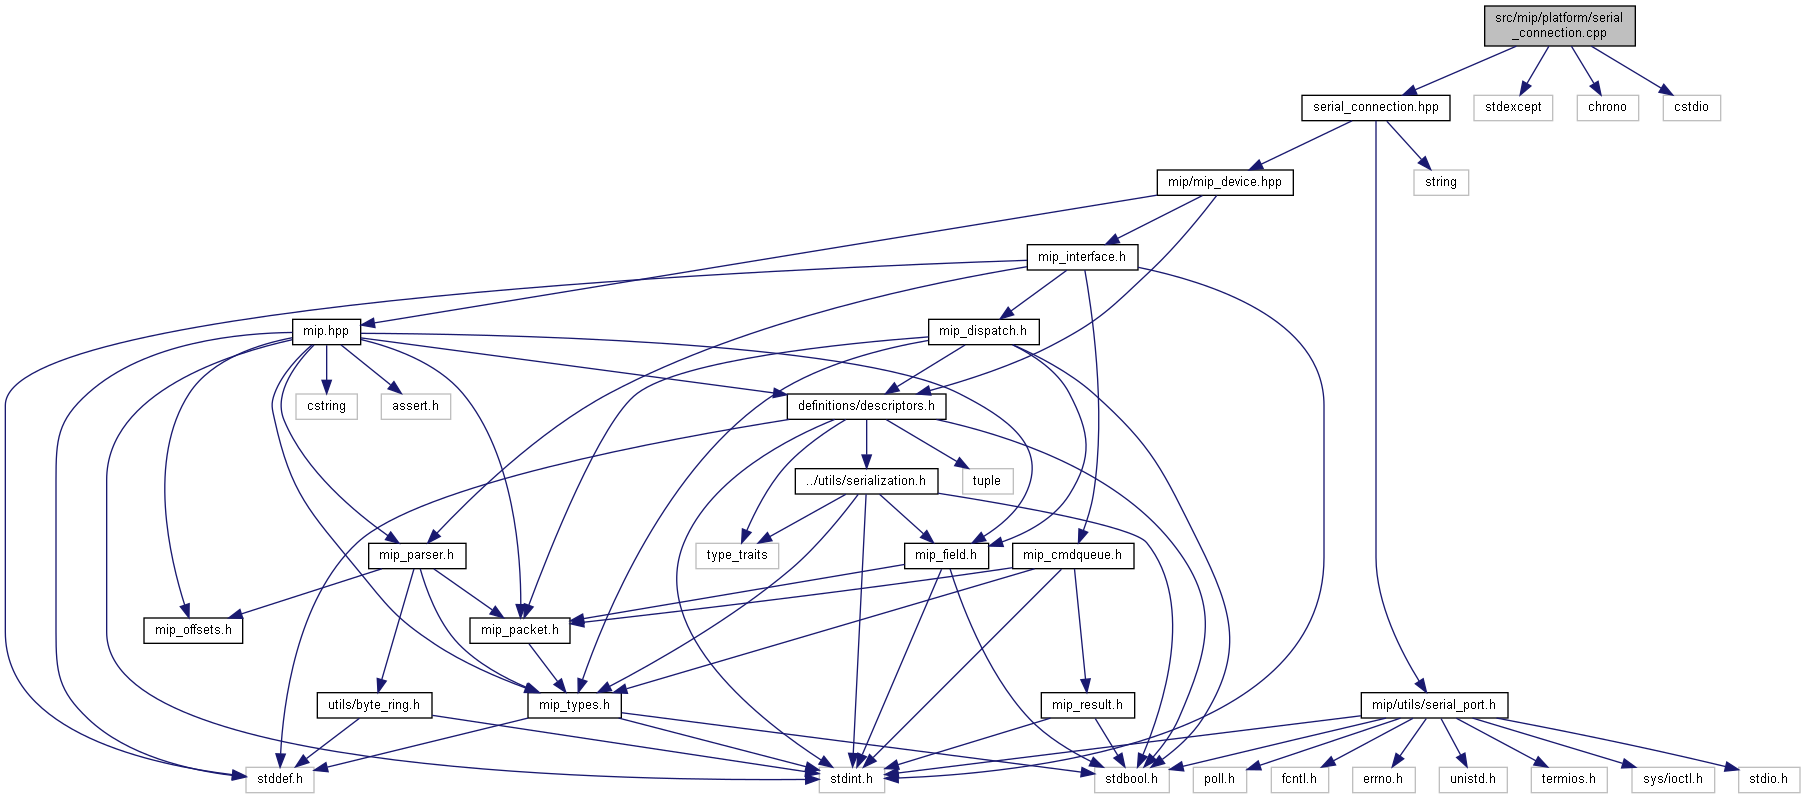 src/mip/platform/serial
_connection.cpp
serial_connection.hpp
stdexcept
chrono
cstdio
mip/mip_device.hpp
string
mip_interface.h
mip.hpp
mip_dispatch.h
cstring
assert.h
definitions/descriptors.h
../utils/serialization.h
tuple
mip_parser.h
type_traits
mip_field.h
mip_cmdqueue.h
mip_offsets.h
mip_packet.h
utils/byte_ring.h
mip_types.h
mip_result.h
mip/utils/serial_port.h
stddef.h
stdint.h
stdbool.h
poll.h
fcntl.h
errno.h
unistd.h
termios.h
sys/ioctl.h
stdio.h